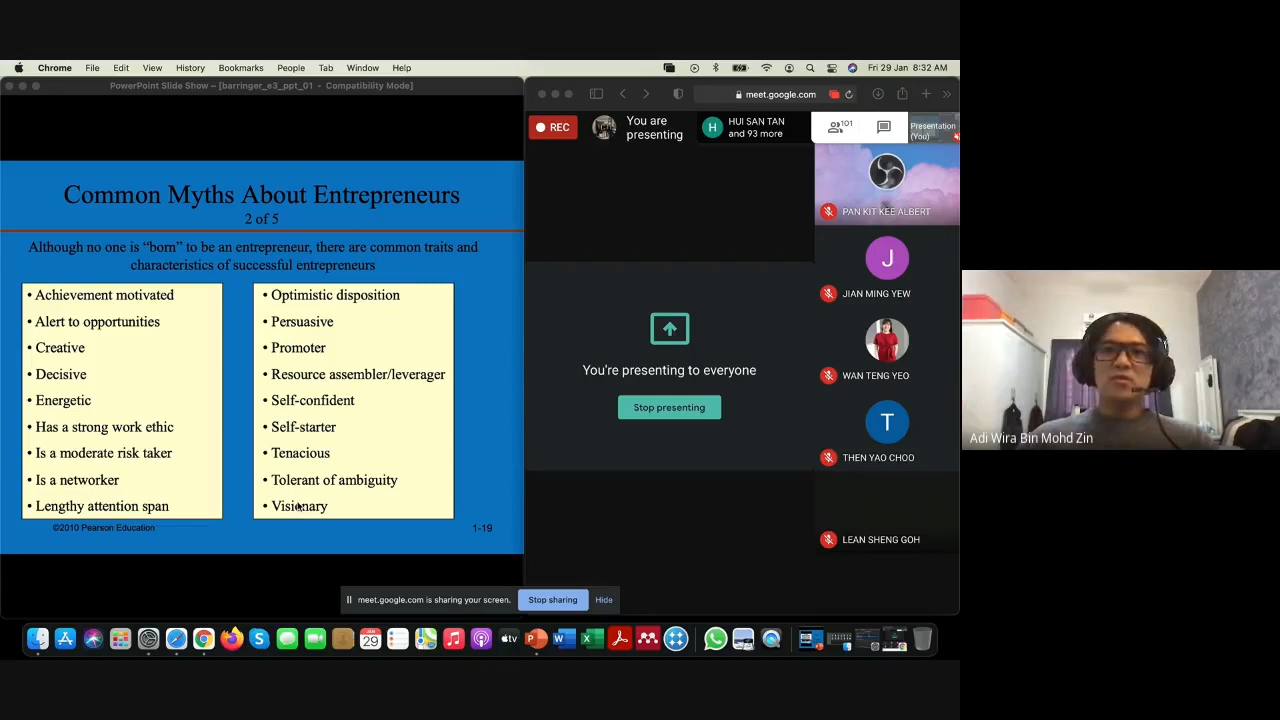 Chrome File Edit View History Bookmarks People Tab Window Help
Fri 29 Jan 8:32 AM
PowerPoint Slide Show – [barringer_e3_ppt_01 - Compatibility Mode]
Common Myths About Entrepreneurs
2 of 5
Although no one is “born” to be an entrepreneur, there are common traits and
characteristics of successful entrepreneurs
• Achievement motivated
• Alert to opportunities
• Creative
• Decisive
• Energetic
• Has a strong work ethic
• Is a moderate risk taker
• Is a networker
• Lengthy attention span
• Optimistic disposition
• Persuasive
• Promoter
• Resource assembler/leverager
• Self-confident
• Self-starter
• Tenacious
• Tolerant of ambiguity
• Visionary
©2010 Pearson Education
1-19
meet.google.com
REC
You are
presenting
H
HUI SAN TAN
and 93 more
101
Presentation
(You)
You're presenting to everyone
Stop presenting
PAN KIT KEE ALBERT
J
JIAN MING YEW
WAN TENG YEO
T
THEN YAO CHOO
LEAN SHENG GOH
meet.google.com is sharing your screen.
Stop sharing
Hide
JAN
29
tv
Adi Wira Bin Mohd Zin